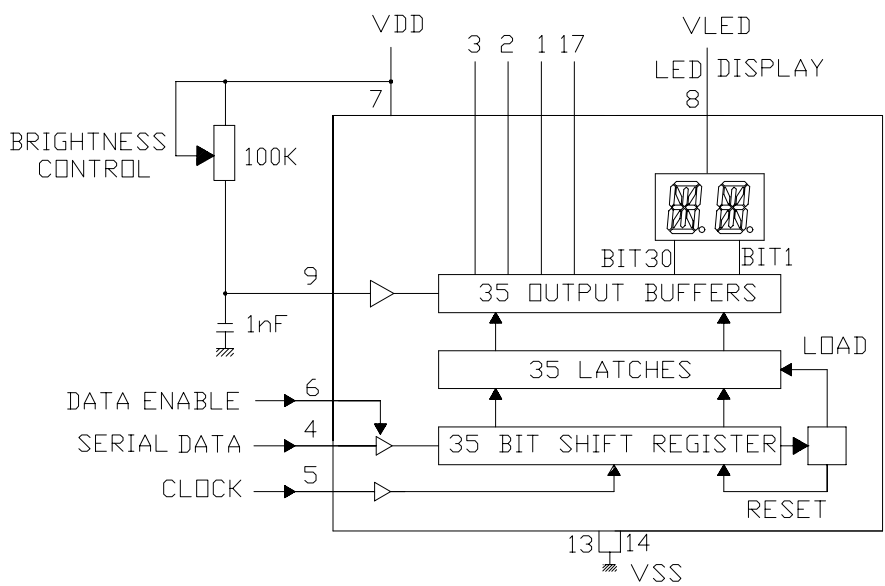 VDD
VLED
3 2 1 17
LED DISPLAY
7
8
BRIGHTNESS
CONTROL
100K
BIT30
BIT1
9
35 OUTPUT BUFFERS
1nF
LOAD
35 LATCHES
6
DATA ENABLE
4
SERIAL DATA
35 BIT SHIFT REGISTER
5
CLOCK
RESET
13
14
VSS